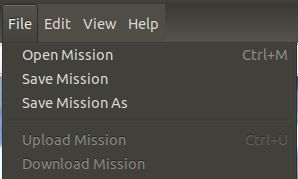 File Edit View Help
Open Mission Ctrl+M
Save Mission
Save Mission As
Upload Mission Ctrl+U
Download Mission